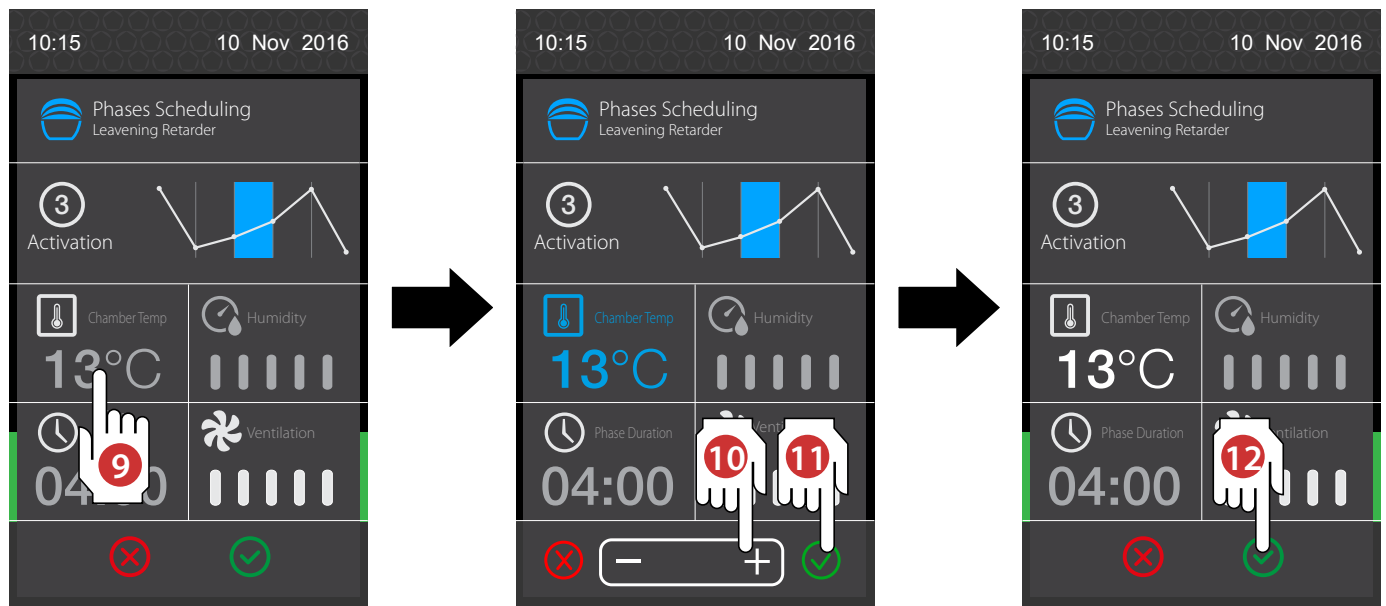 10:15 10 Nov 2016
Phases Scheduling
Leavening Retarder
3
Activation
Chamber Temp
Humidity
13°C
Ventilation
9
10:15 10 Nov 2016
Phases Scheduling
Leavening Retarder
3
Activation
Chamber Temp
Humidity
13°C
Phase Duration
04:00
10
11
10:15 10 Nov 2016
Phases Scheduling
Leavening Retarder
3
Activation
Chamber Temp
Humidity
13°C
Phase Duration
04:00
12